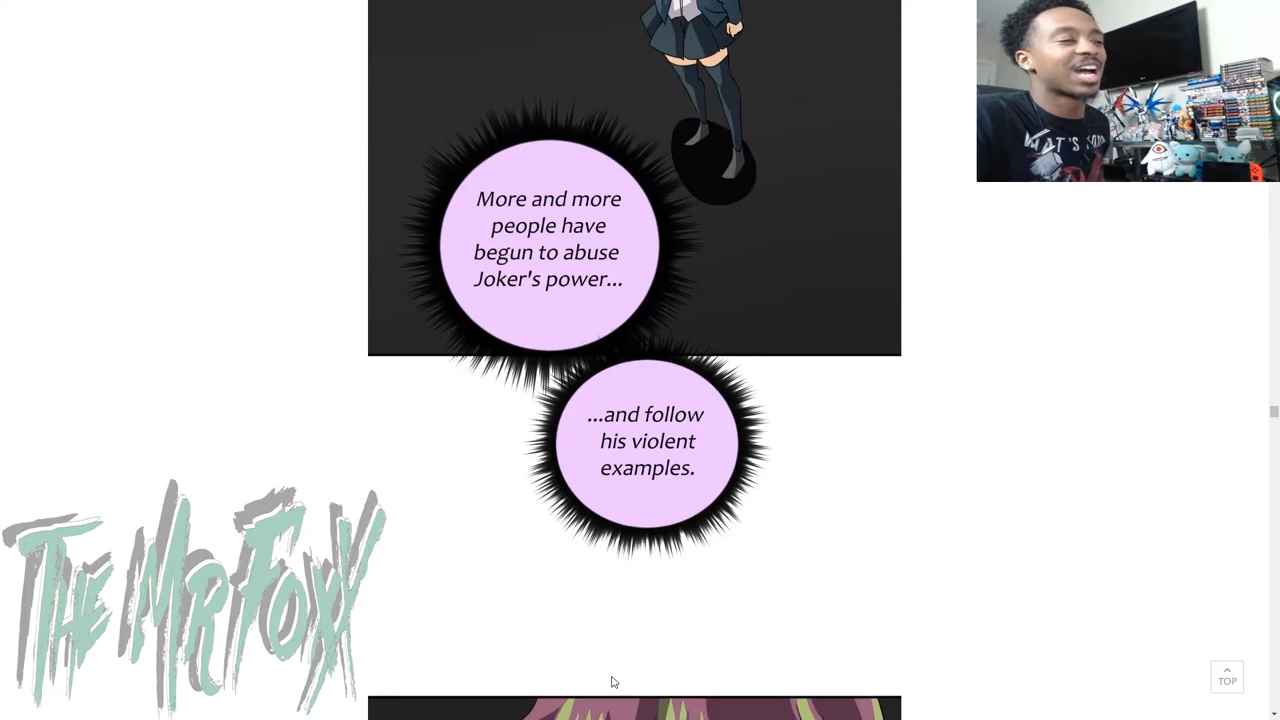 More and more
people have
begun to abuse
Joker's power...
...and follow
his violent
examples.
THE MR FOXX
TOP